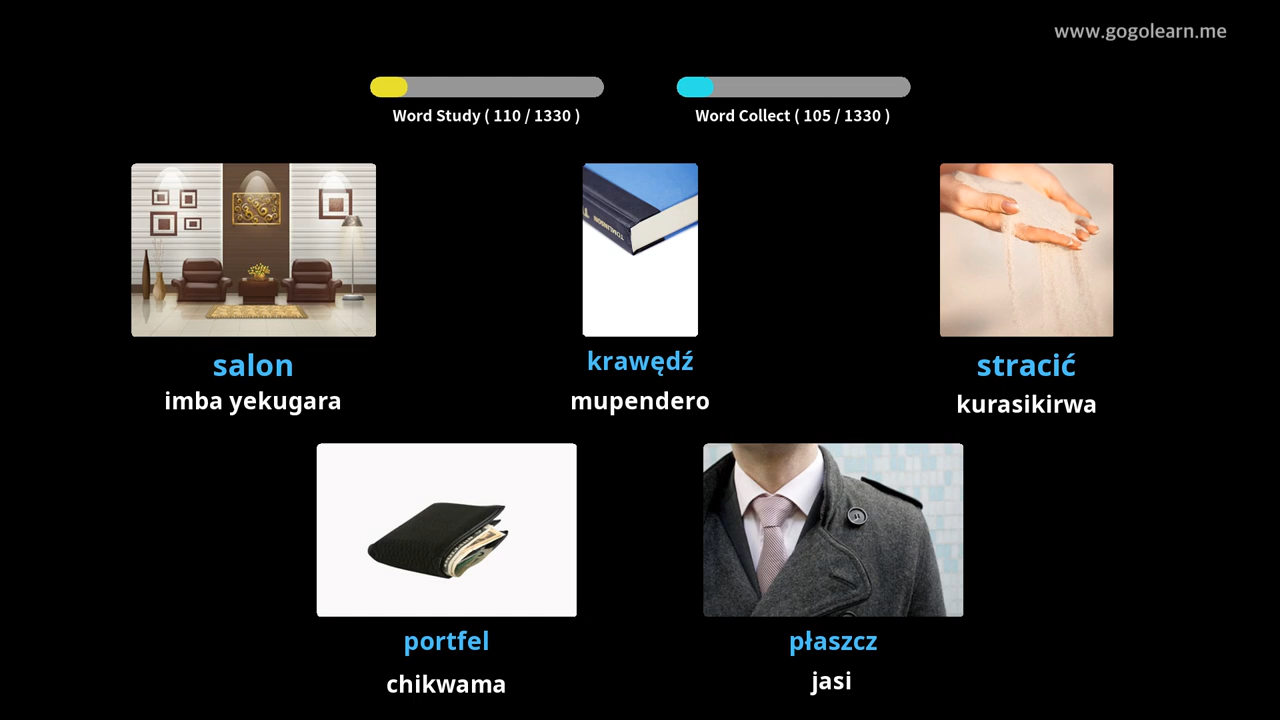 www.gogolearn.me
Word Study ( 110 / 1330 )
Word Collect ( 105 / 1330 )
TOMLINSON
salon
imba yekugara
krawędź
mupendero
stracić
kurasikirwa
portfel
chikwama
płaszcz
jasi